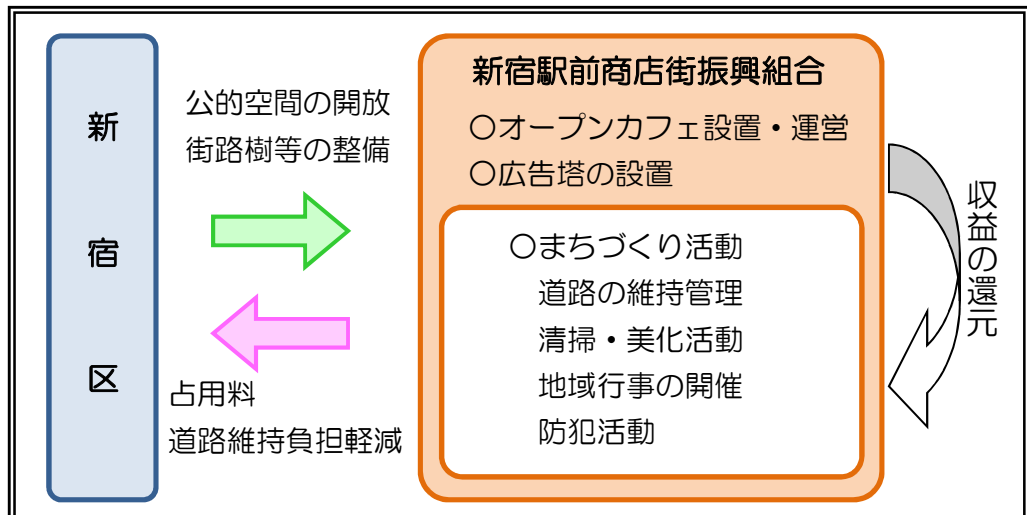 新宿区
公的空間の開放
街路樹等の整備
占用料
道路維持負担軽減
新宿駅前商店街振興組合
○オープンカフェ設置・運営
○広告塔の設置
○まちづくり活動
道路の維持管理
清掃・美化活動
地域行事の開催
防犯活動
収益の還元